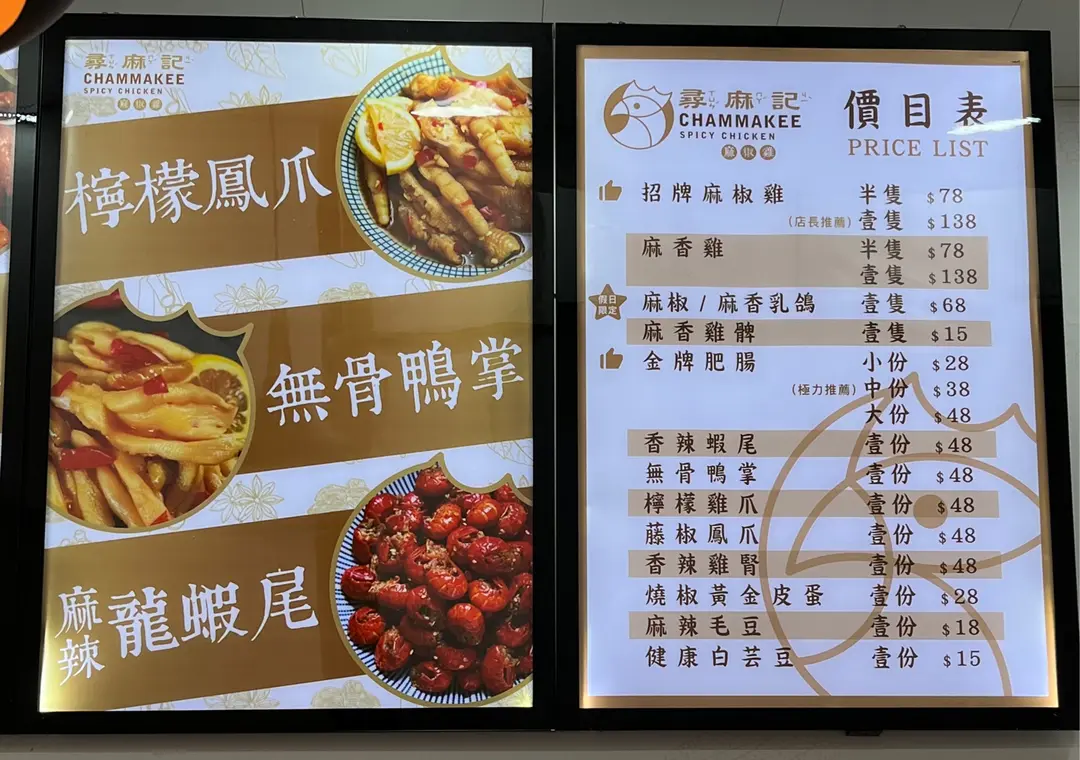 尋麻記
CHAMMAKEE
SPICY CHICKEN
麻椒雞
檸檬鳳爪
無骨鴨掌
麻辣龍蝦尾
尋麻記
CHAMMAKEE
SPICY CHICKEN
麻椒雞
價目表
PRICE LIST
招牌麻椒雞 半隻 $78
(店長推薦) 壹隻 $138
麻香雞 半隻 $78
壹隻 $138
假日限定 麻椒/麻香乳鴿 壹隻 $68
麻香雞髀 壹隻 $15
金牌肥腸 小份 $28
(極力推薦) 中份 $38
大份 $48
香辣蝦尾 壹份 $48
無骨鴨掌 壹份 $48
檸檬雞爪 壹份 $48
藤椒鳳爪 壹份 $48
香辣雞腎 壹份 $48
燒椒黃金皮蛋 壹份 $28
麻辣毛豆 壹份 $18
健康白芸豆 壹份 $15